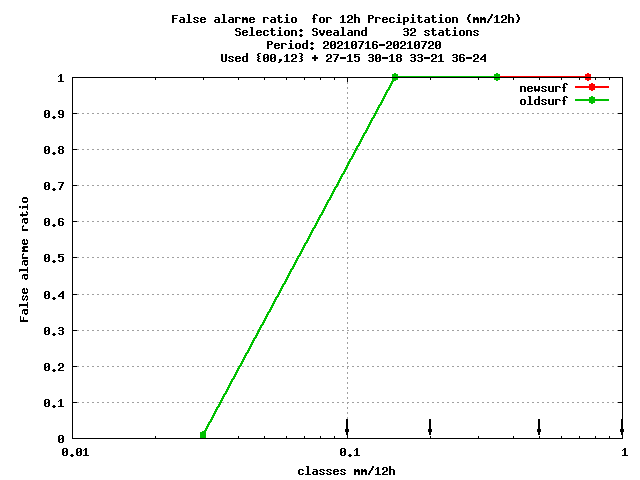 False alarme ratio  for 12h Precipitation (mm/12h)
Selection: Svealand     32 stations
Period: 20210716-20210720
Used {00,12} + 27-15 30-18 33-21 36-24
newsurf
oldsurf
1
0.9
0.8
0.7
0.6
0.5
0.4
0.3
0.2
0.1
0
False alarme ratio
0.01
0.1
1
classes mm/12h